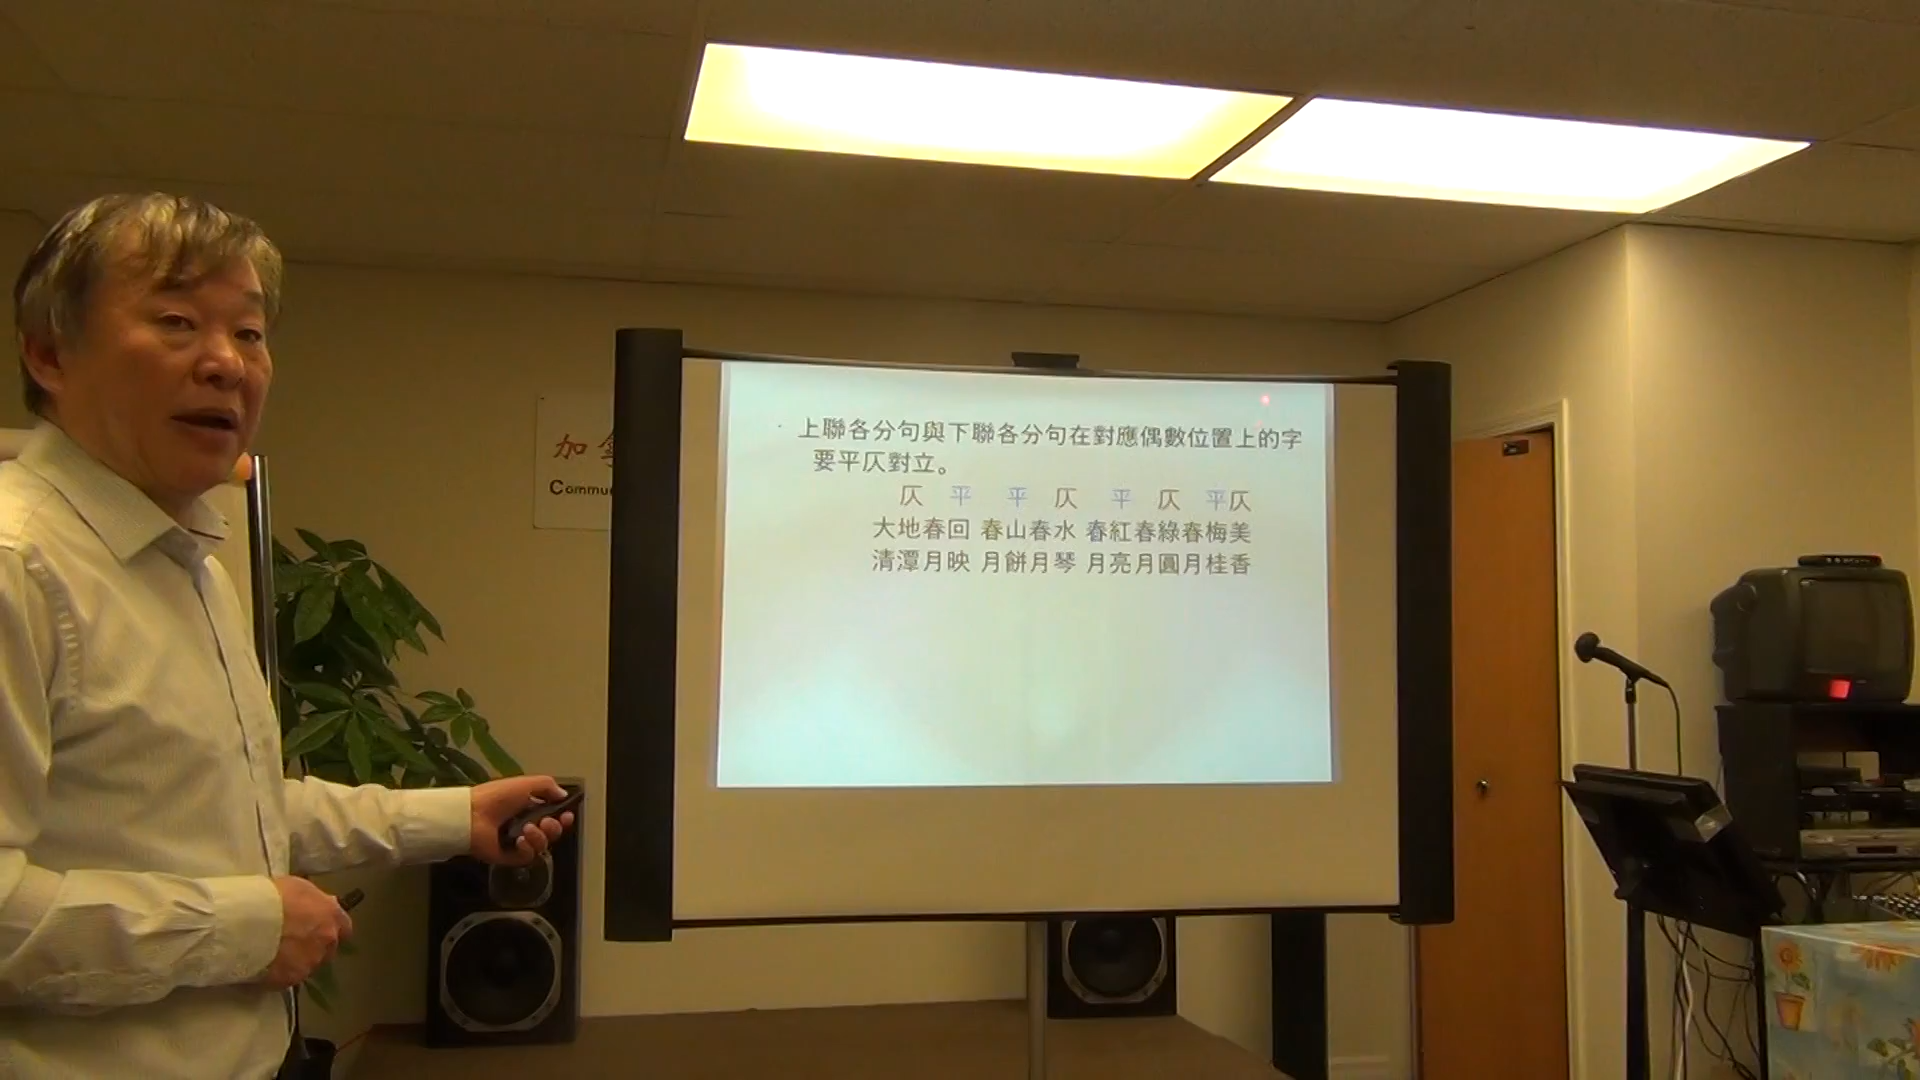 上聯各分句與下聯各分句在對應偶數位置上的字
要平仄對立。
仄 平 平 仄 平 仄 平仄
大地春回 春山春水 春紅春綠春梅美
清潭月映 月餅月琴 月亮月圓月桂香
加拿
Commun